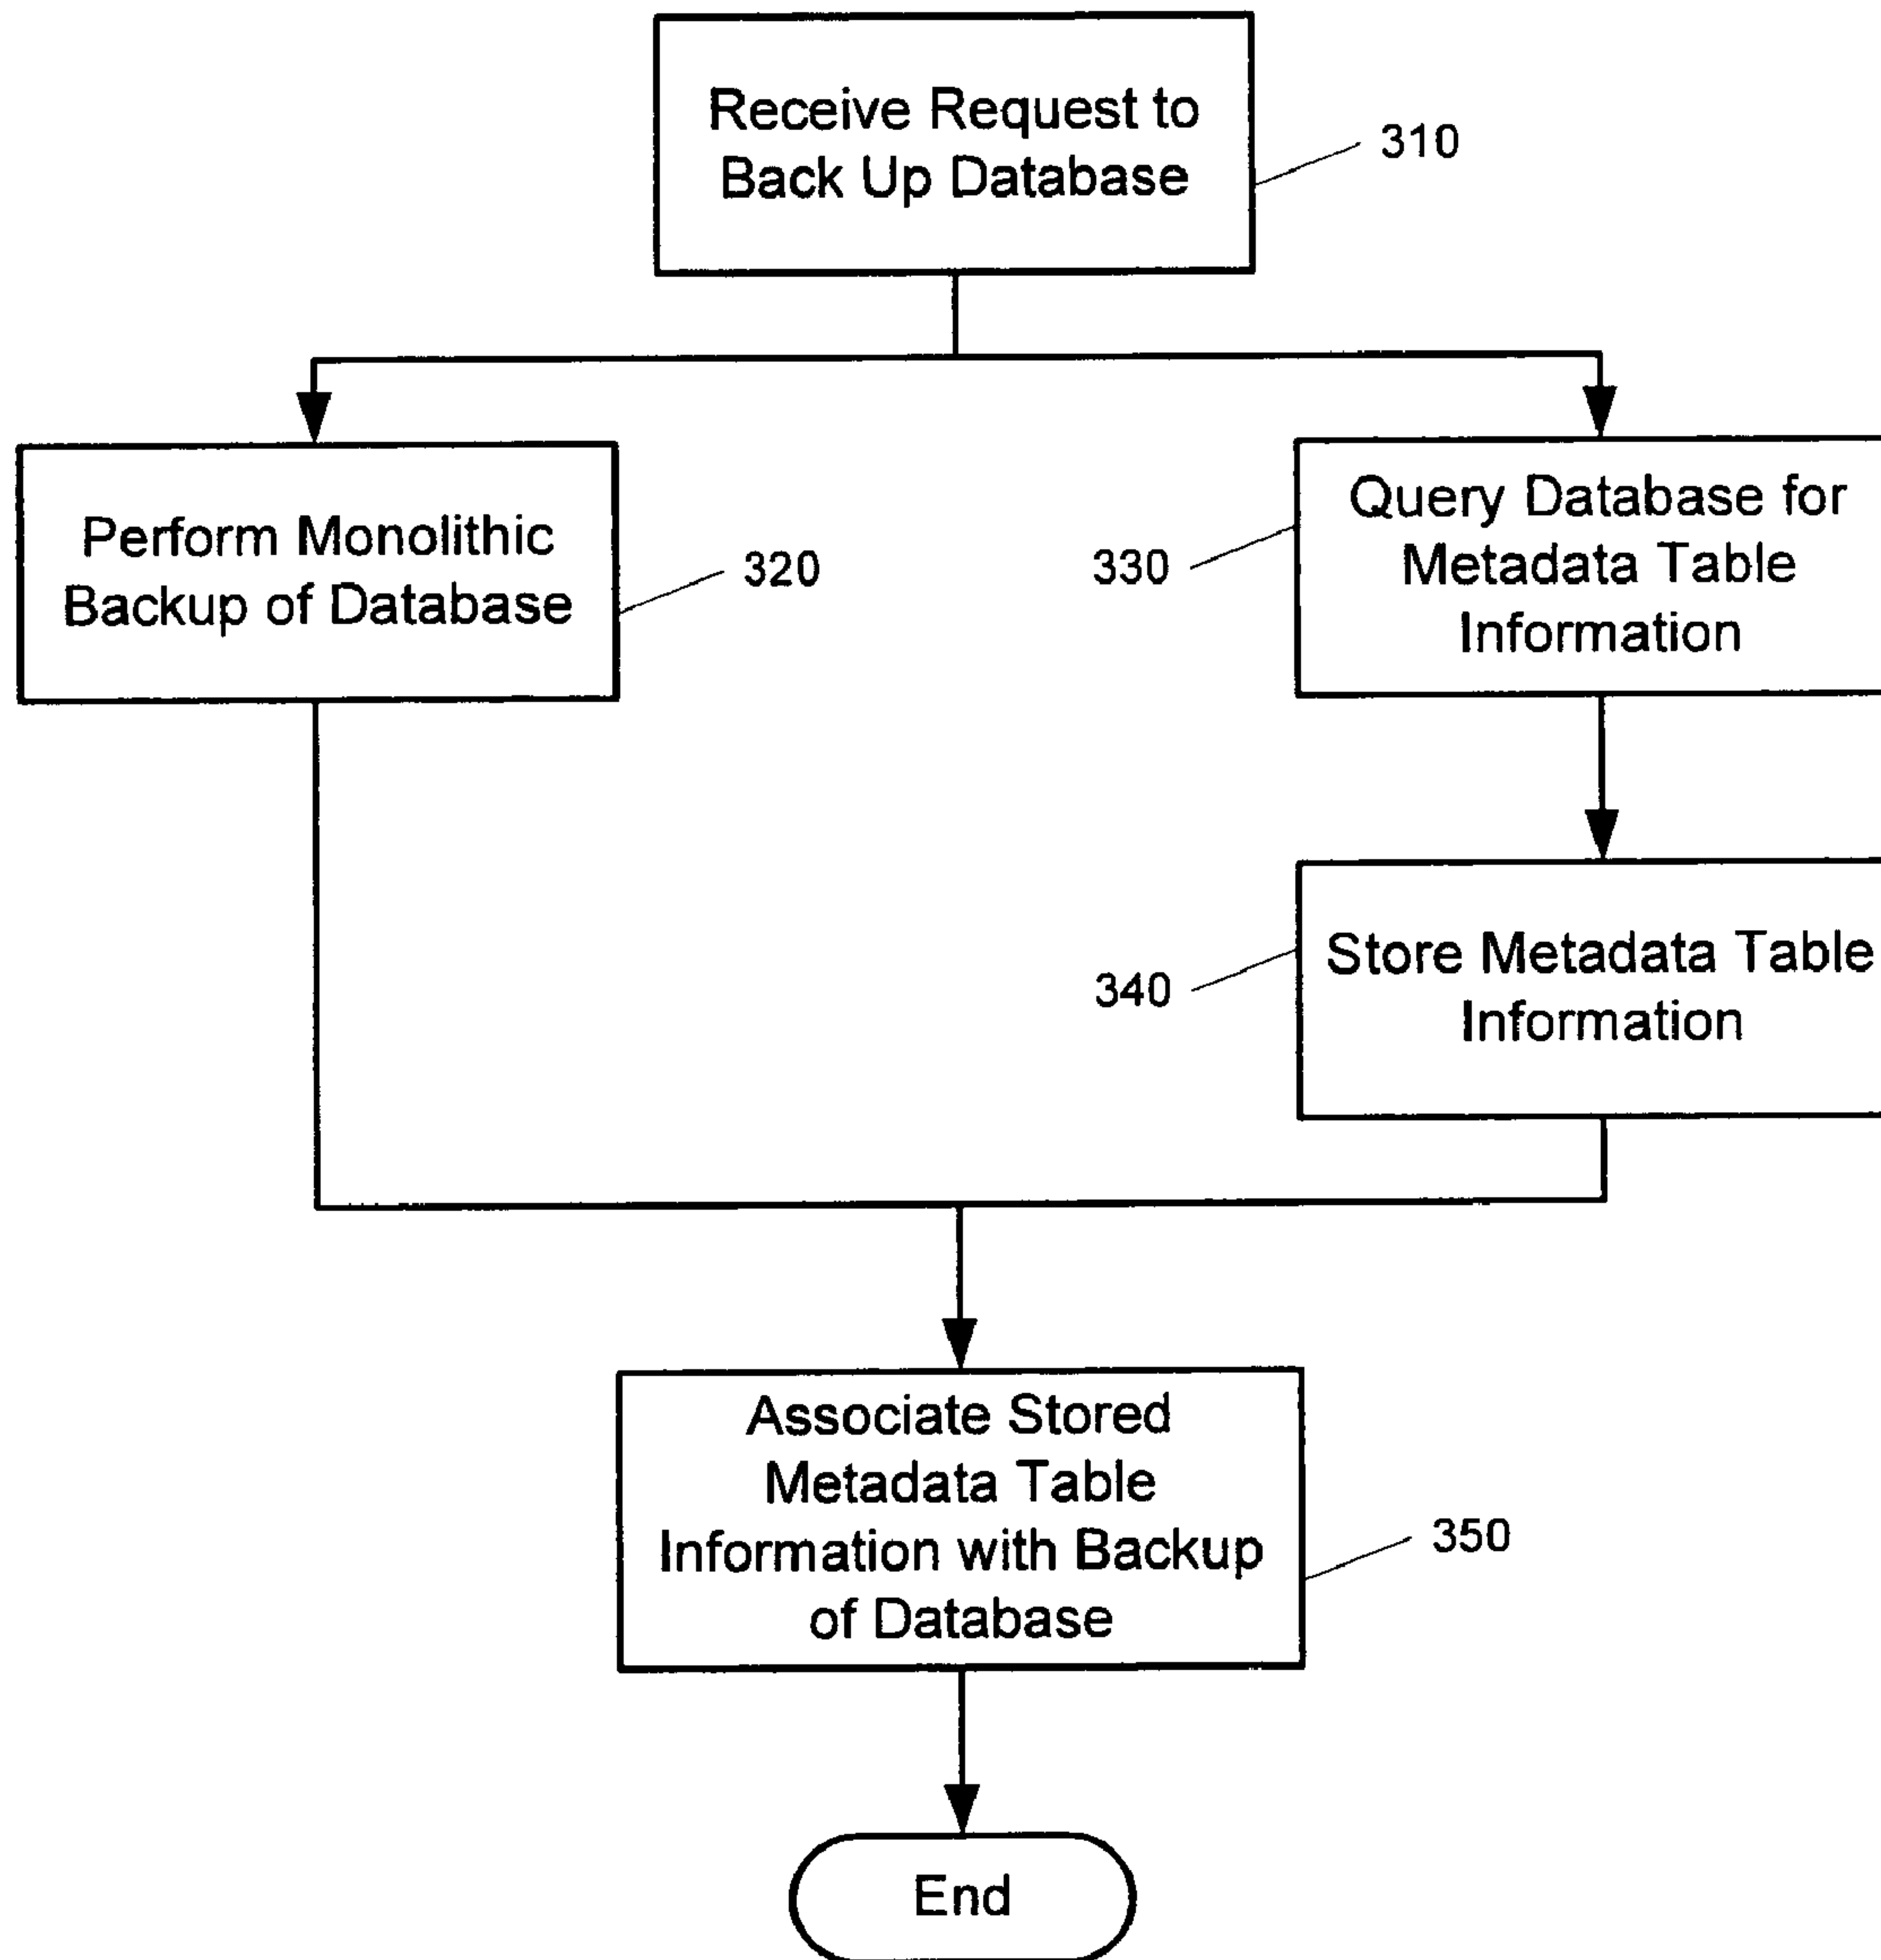 Receive Request to
Back Up Database
310
Perform Monolithic
Backup of Database
320
330
Query Database for
Metadata Table
Information
340
Store Metadata Table
Information
Associate Stored
Metadata Table
Information with Backup
of Database
350
End